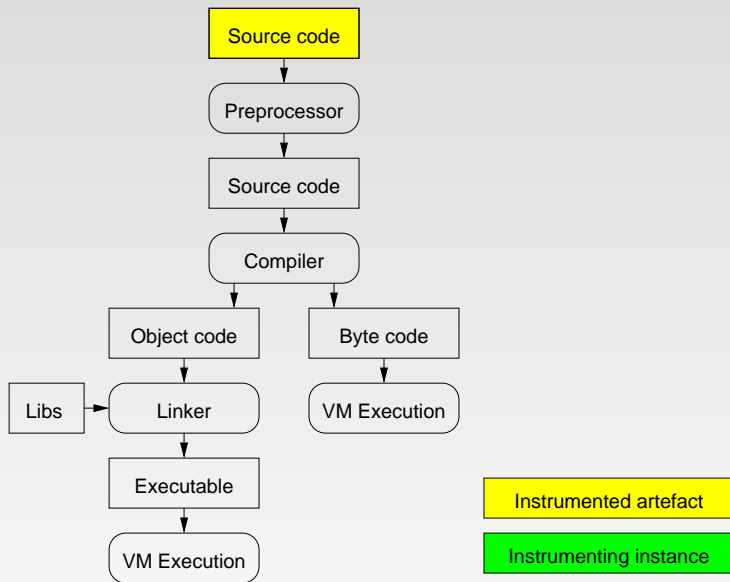 Source code
Preprocessor
Source code
Compiler
Object code
Byte code
Libs
Linker
VM Execution
Executable
Instrumented artefact
VM Execution
Instrumenting instance